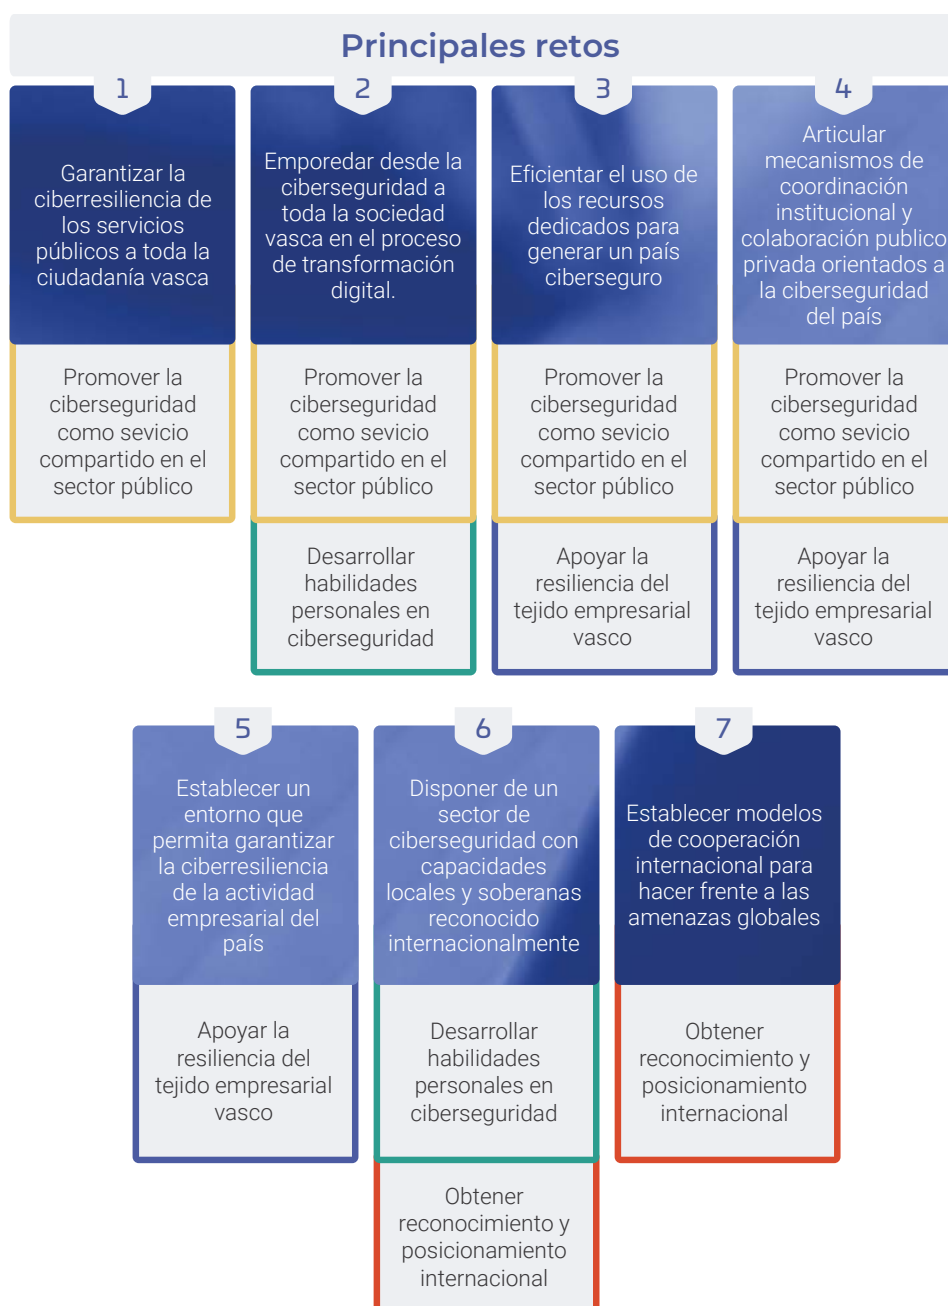 Principales retos
1
Garantizar la
ciberresiliencia de
los servicios
públicos a toda la
ciudadanía vasca
Promover la
ciberseguridad
como sevicio
compartido en el
sector público
2
Emporedar desde la
ciberseguridad a
toda la sociedad
vasca en el proceso
de transformación
digital.
Promover la
ciberseguridad
como sevicio
compartido en el
sector público
Desarrollar
habilidades
personales en
ciberseguridad
3
Eficientar el uso de
los recursos
dedicados para
generar un país
ciberseguro
Promover la
ciberseguridad
como sevicio
compartido en el
sector público
Apoyar la
resiliencia del
tejido empresarial
vasco
4
Articular
mecanismos de
coordinación
institucional y
colaboración publico
privada orientados a
la ciberseguridad
del país
Promover la
ciberseguridad
como sevicio
compartido en el
sector público
Apoyar la
resiliencia del
tejido empresarial
vasco
5
Establecer un
entorno que
permita garantizar
la ciberresiliencia
de la actividad
empresarial del
país
Apoyar la
resiliencia del
tejido empresarial
vasco
6
Disponer de un
sector de
ciberseguridad con
capacidades
locales y soberanas
reconocido
internacionalmente
Desarrollar
habilidades
personales en
ciberseguridad
Obtener
reconocimiento y
posicionamiento
internacional
7
Establecer modelos
de cooperación
internacional para
hacer frente a las
amenazas globales
Obtener
reconocimiento y
posicionamiento
internacional